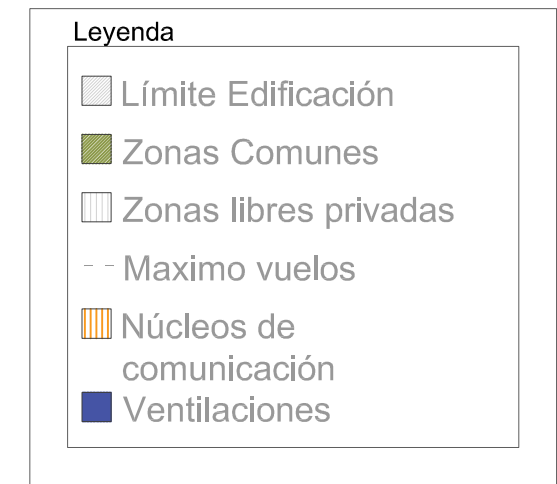 Leyenda
Límite Edificación
Zonas Comunes
Zonas libres privadas
Maximo vuelos
Núcleos de
comunicación
Ventilaciones